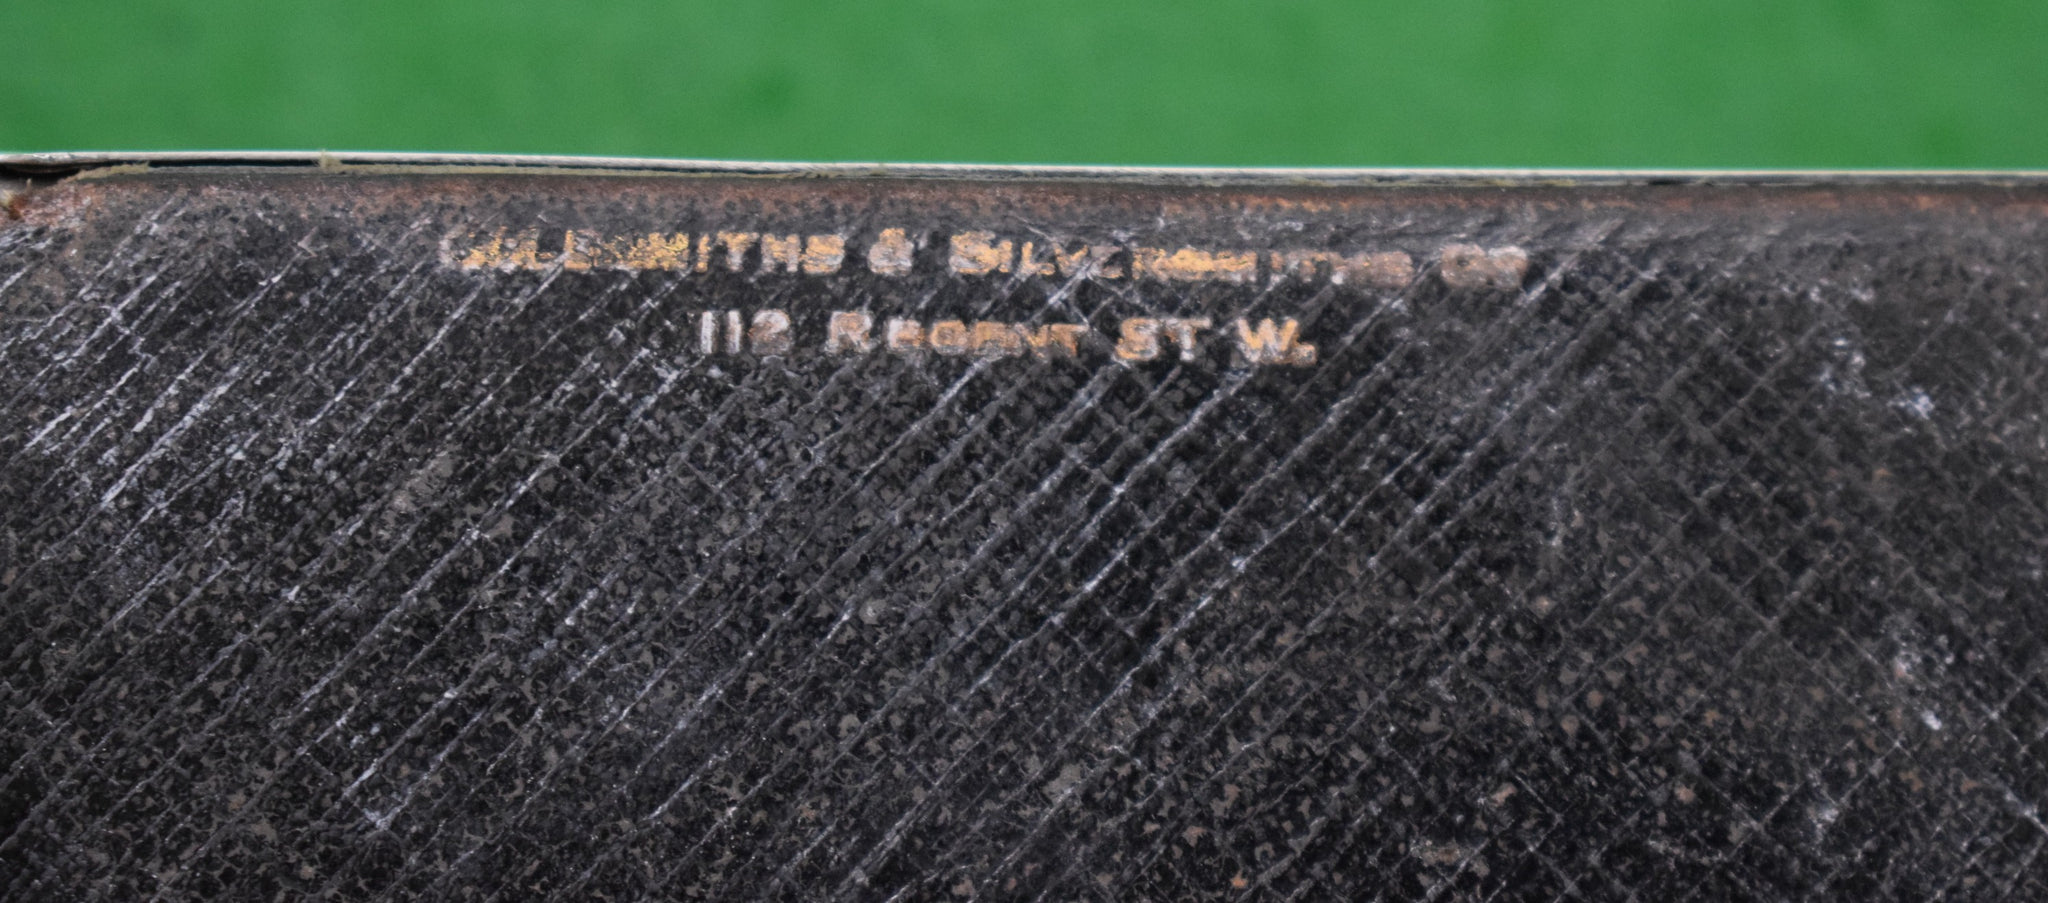 GOLDSMITHS & SILVERSMITHS Co
112 REGENT ST W.